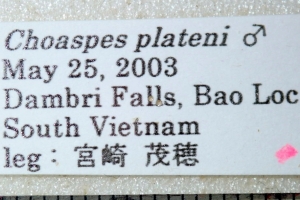 Choaspes plateni ♂
May 25, 2003
Dambri Falls, Bao Loc
South Vietnam
leg : 宮崎 茂穂